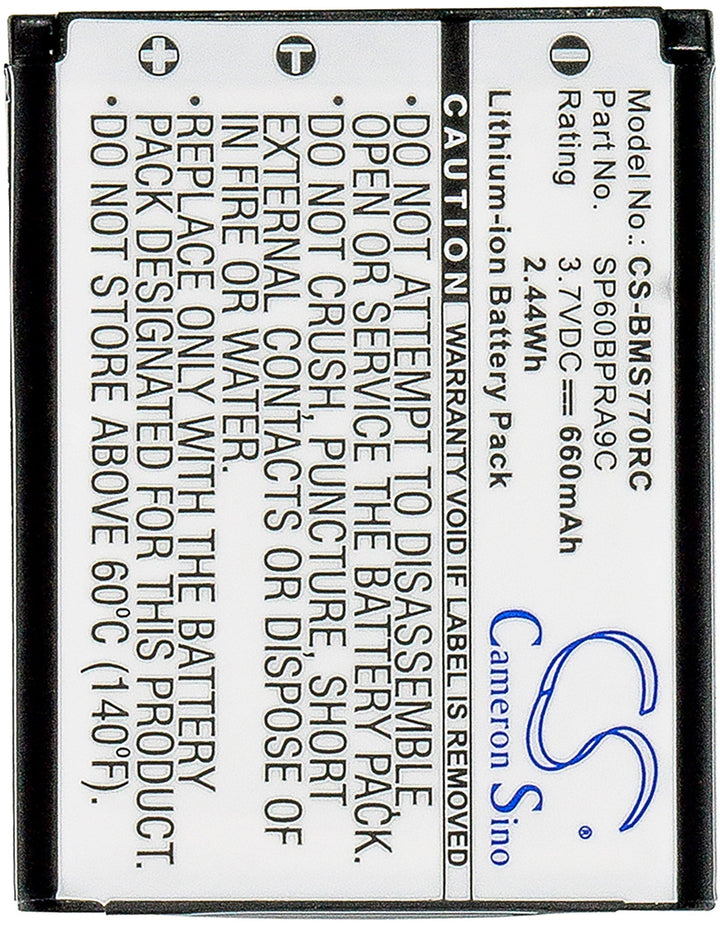 Model No.: CS-BMS770RC
Part No. SP60BPRA9C
Rating 3.7VDC 660mAh
2.44Wh
Lithium-ion Battery Pack
CS ®
Cameron Sino
CAUTION WARRANTY VOID IF LABEL IS REMOVED
• DO NOT ATTEMPT TO DISASSEMBLE,
OPEN OR SERVICE THE BATTERY PACK.
• DO NOT CRUSH, PUNCTURE, SHORT
EXTERNAL CONTACTS OR DISPOSE OF
IN FIRE OR WATER.
• REPLACE ONLY WITH THE BATTERY
PACK DESIGNATED FOR THIS PRODUCT.
• DO NOT STORE ABOVE 60°C (140°F).
+ T -